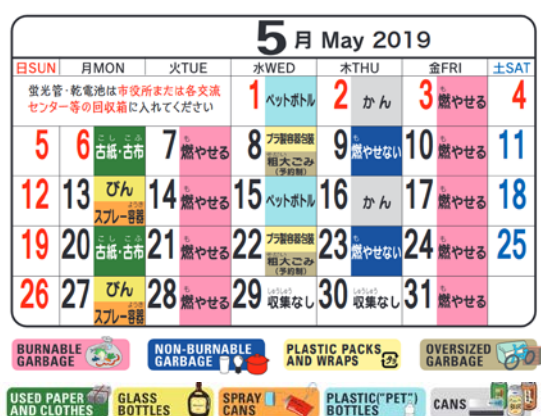 5月 May 2019
日SUN 月MON 火TUE 水WED 木THU 金FRI 土SAT
蛍光管・乾電池は市役所または各交流
センター等の回収箱に入れてください
1 ペットボトル 2 かん 3 燃やせる 4
5 6 古紙・古布 7 燃やせる 8 プラ製容器包装 粗大ごみ (予約制) 9 燃やせない 10 燃やせる 11
12 13 びん スプレー容器 14 燃やせる 15 ペットボトル 16 かん 17 燃やせる 18
19 20 古紙・古布 21 燃やせる 22 プラ製容器包装 粗大ごみ (予約制) 23 燃やせない 24 燃やせる 25
26 27 びん スプレー容器 28 燃やせる 29 収集なし 30 収集なし 31 燃やせる
BURNABLE GARBAGE
NON-BURNABLE GARBAGE
PLASTIC PACKS AND WRAPS
OVERSIZED GARBAGE
USED PAPER AND CLOTHES
GLASS BOTTLES
SPRAY CANS
PLASTIC("PET") BOTTLES
CANS